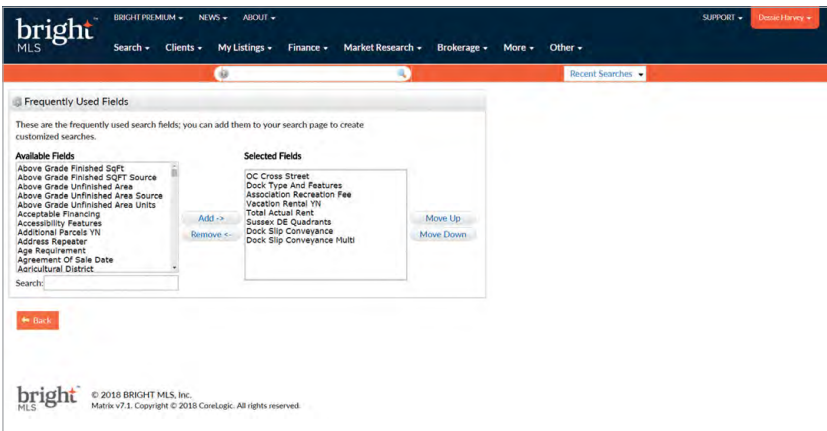 bright MLS
BRIGHT PREMIUM NEWS ABOUT SUPPORT Dessie Harvey
Search Clients My Listings Finance Market Research Brokerage More Other
Recent Searches
Frequently Used Fields
These are the frequently used search fields; you can add them to your search page to create
customized searches.
Available Fields
Above Grade Finished SqFt
Above Grade Finished SQFT Source
Above Grade Unfinished Area
Above Grade Unfinished Area Source
Above Grade Unfinished Area Units
Acceptable Financing
Accessibility Features
Additional Parcels YN
Address Repeater
Age Requirement
Agreement Of Sale Date
Agricultural District
Search:
Add ->
Remove <-
Selected Fields
OC Cross Street
Dock Type And Features
Association Recreation Fee
Vacation Rental YN
Total Actual Rent
Sussex DE Quadrants
Dock Slip Conveyance
Dock Slip Conveyance Multi
Move Up
Move Down
Back
bright MLS
© 2018 BRIGHT MLS, Inc.
Matrix v7.1. Copyright © 2018 CoreLogic. All rights reserved.